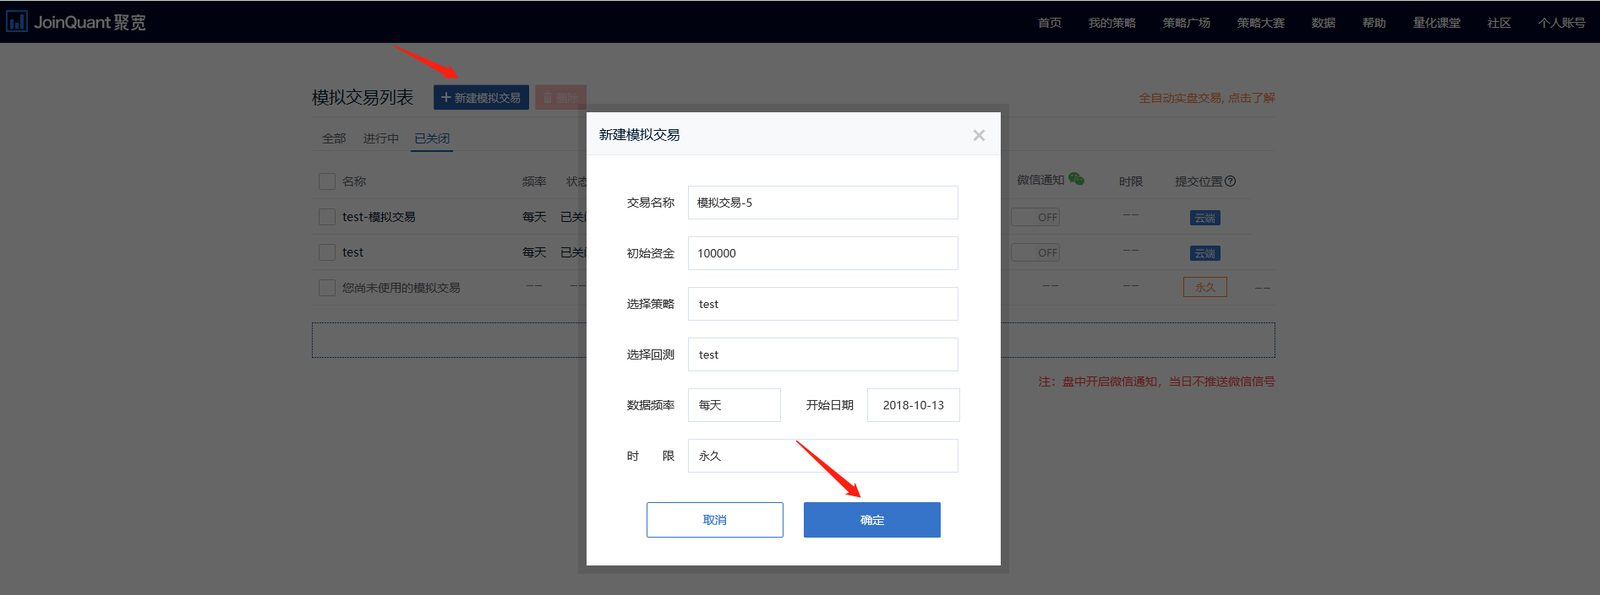 JoinQuant 聚宽
首页 我的策略 策略广场 策略大赛 数据 帮助 量化课堂 社区 个人账号
模拟交易列表 + 新建模拟交易 删除 全自动实盘交易, 点击了解
全部 进行中 已关闭
名称 频率 状态 微信通知 时限 提交位置
test-模拟交易 每天 已关 OFF -- 云端
test 每天 已关 OFF -- 云端
您尚未使用的模拟交易 -- -- -- -- 永久 --
注：盘中开启微信通知，当日不推送微信信号
新建模拟交易
交易名称 模拟交易-5
初始资金 100000
选择策略 test
选择回测 test
数据频率 每天 开始日期 2018-10-13
时 限 永久
取消 确定